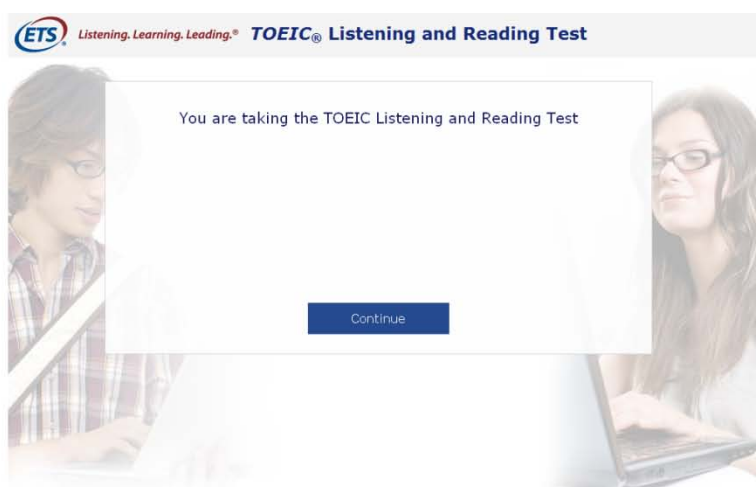 ETS® Listening. Learning. Leading.® TOEIC® Listening and Reading Test
You are taking the TOEIC Listening and Reading Test
Continue